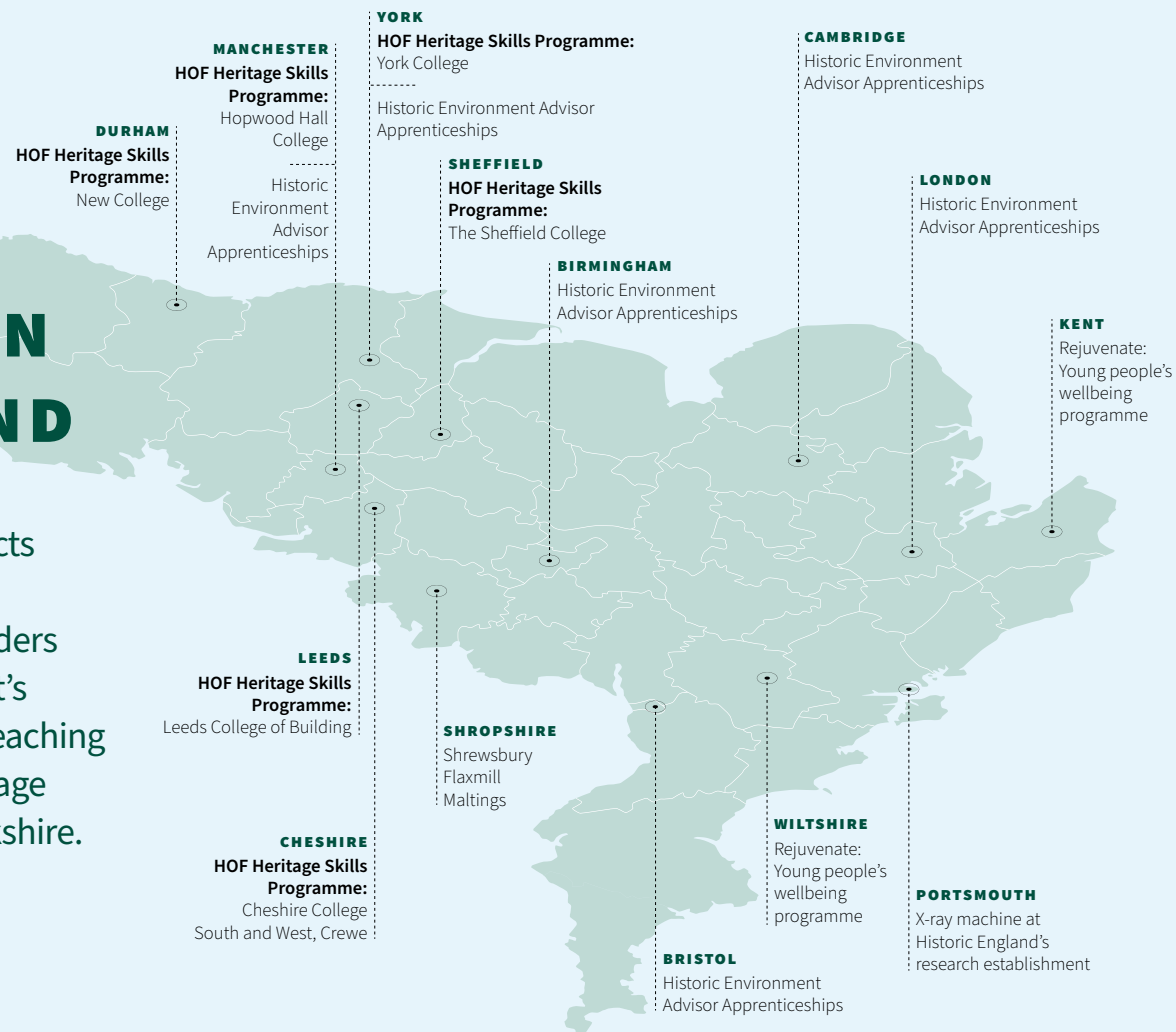 YORK
HOF Heritage Skills Programme:
York College
Historic Environment Advisor
Apprenticeships
MANCHESTER
HOF Heritage Skills
Programme:
Hopwood Hall
College
Historic
Environment
Advisor
Apprenticeships
CAMBRIDGE
Historic Environment
Advisor Apprenticeships
DURHAM
HOF Heritage Skills
Programme:
New College
SHEFFIELD
HOF Heritage Skills
Programme:
The Sheffield College
LONDON
Historic Environment
Advisor Apprenticeships
BIRMINGHAM
Historic Environment
Advisor Apprenticeships
KENT
Rejuvenate:
Young people’s
wellbeing
programme
N
ND
cts
ders
t’s
eaching
age
kshire.
LEEDS
HOF Heritage Skills
Programme:
Leeds College of Building
SHROPSHIRE
Shrewsbury
Flaxmill
Maltings
CHESHIRE
HOF Heritage Skills
Programme:
Cheshire College
South and West, Crewe
WILTSHIRE
Rejuvenate:
Young people’s
wellbeing
programme
PORTSMOUTH
X-ray machine at
Historic England’s
research establishment
BRISTOL
Historic Environment
Advisor Apprenticeships